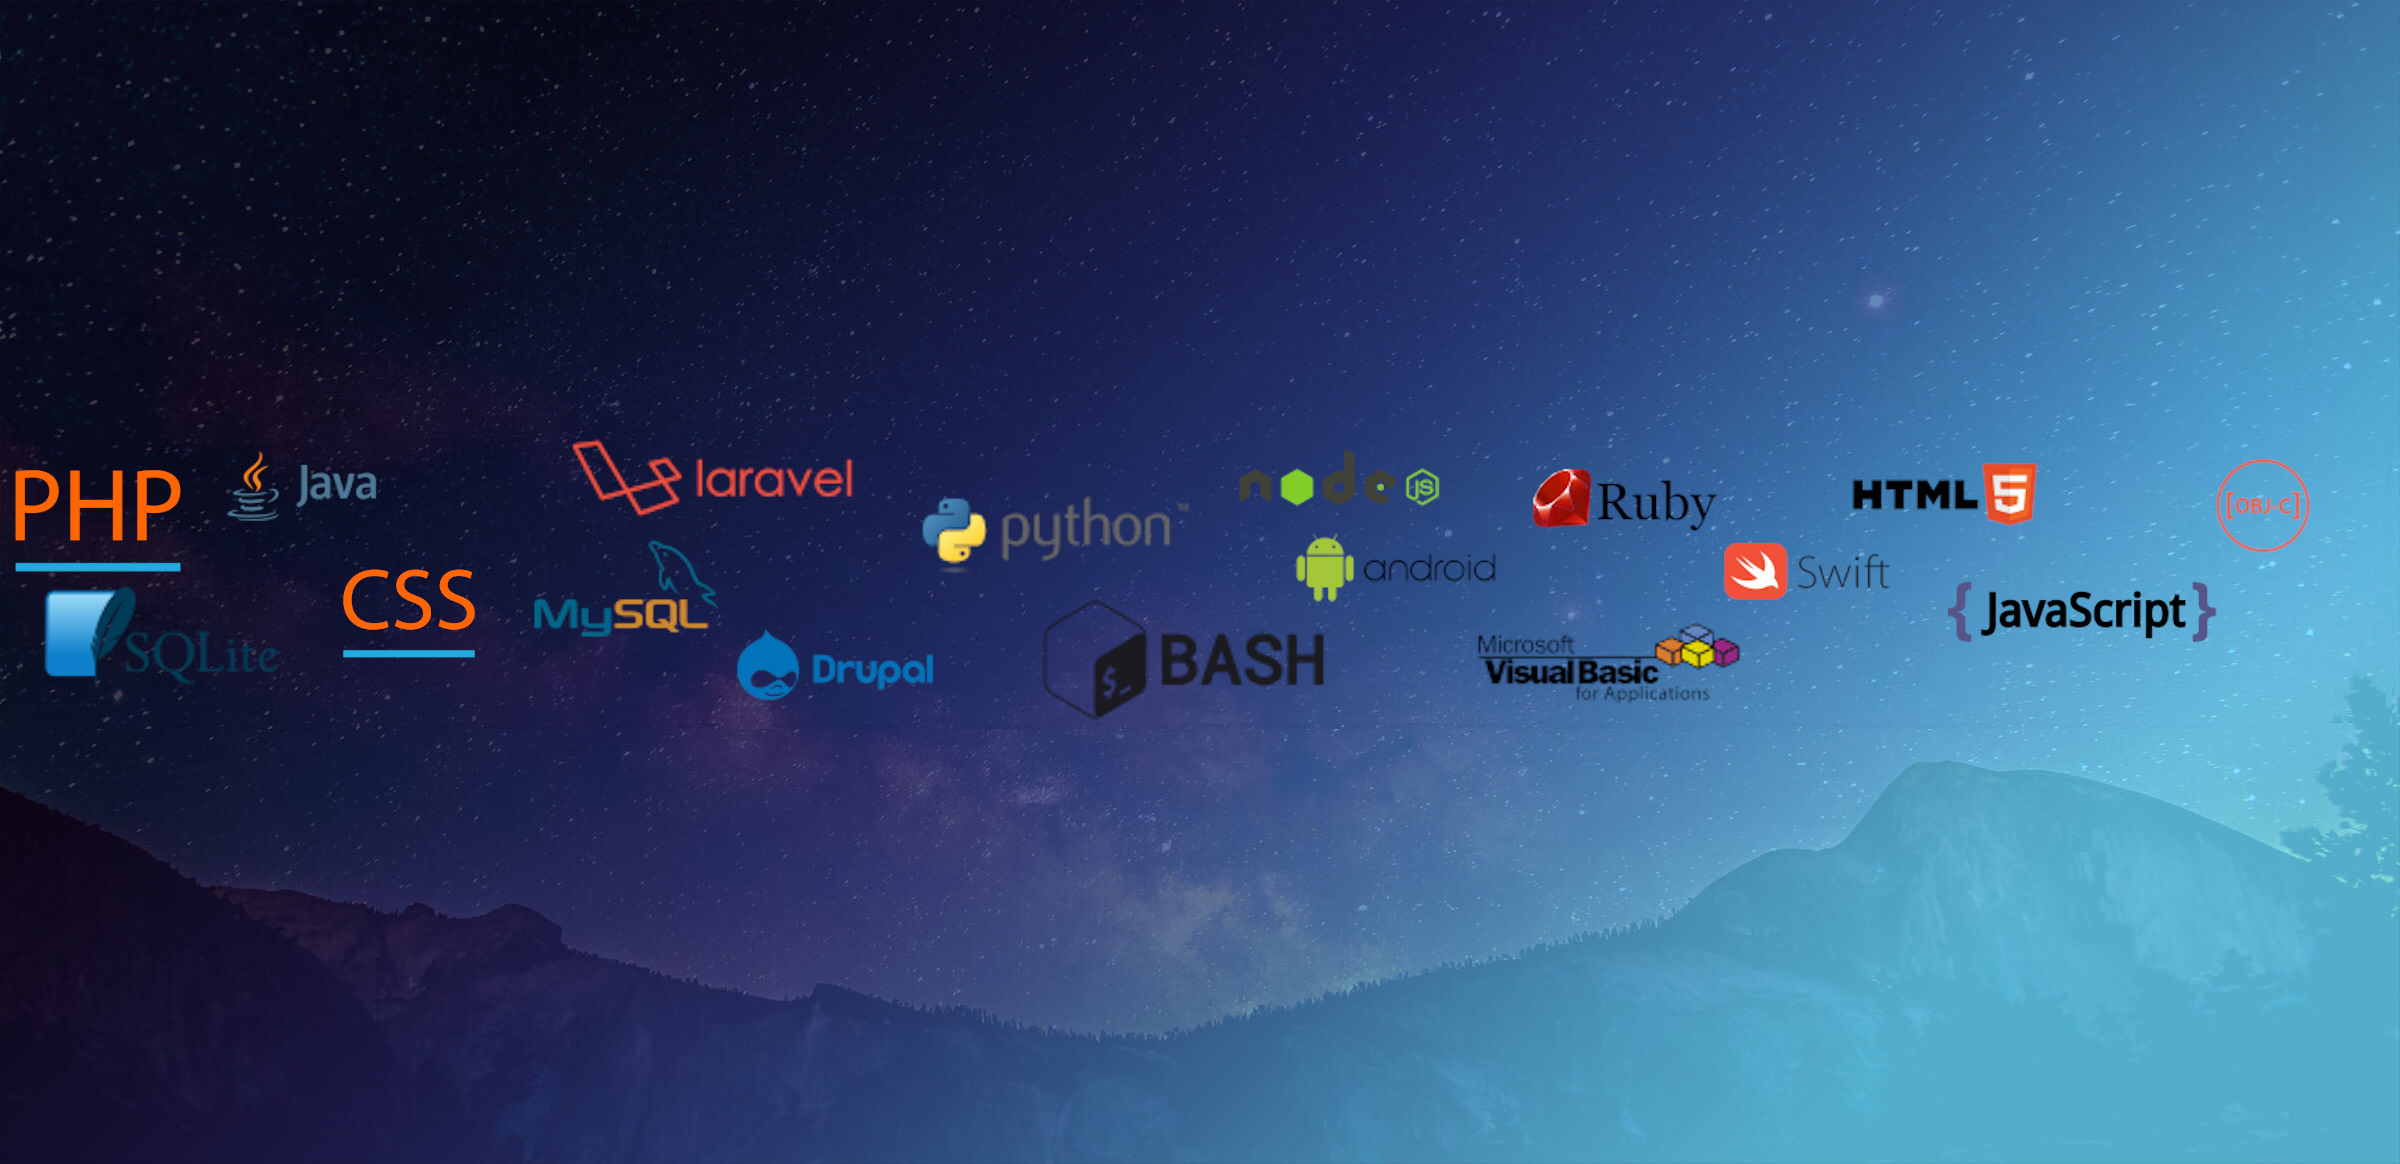 PHP
Java
laravel
python™
node
JS
Ruby
HTML
5
[OBJ-C]
SQLite
CSS
MySQL
Drupal
$_
BASH
android
Microsoft
Visual Basic
for Applications
Swift
{ JavaScript }